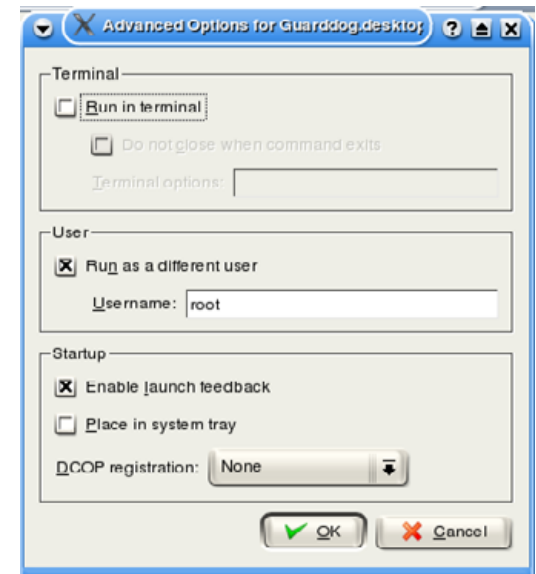 Advanced Options for Guarddog.desktop
Terminal
Run in terminal
Do not close when command exits
Terminal options:
User
Run as a different user
Username: root
Startup
Enable launch feedback
Place in system tray
DCOP registration: None
OK Cancel